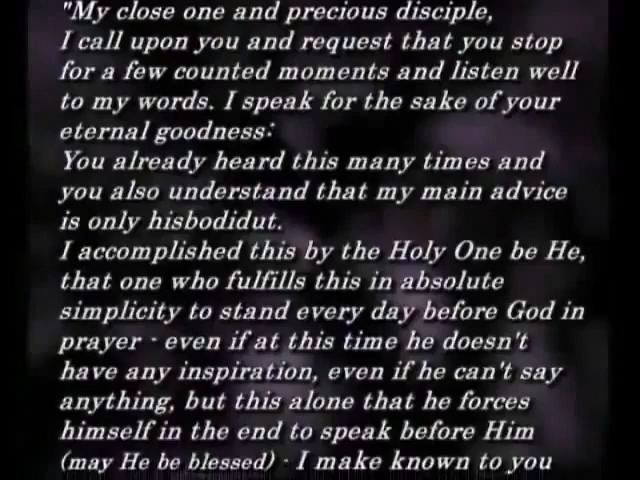 "My close one and precious disciple,
I call upon you and request that you stop
for a few counted moments and listen well
to my words. I speak for the sake of your
eternal goodness:
You already heard this many times and
you also understand that my main advice
is only hisbodidut.
I accomplished this by the Holy One be He,
that one who fulfills this in absolute
simplicity to stand every day before God in
prayer - even if at this time he doesn't
have any inspiration, even if he can't say
anything, but this alone that he forces
himself in the end to speak before Him
(may He be blessed) - I make known to you